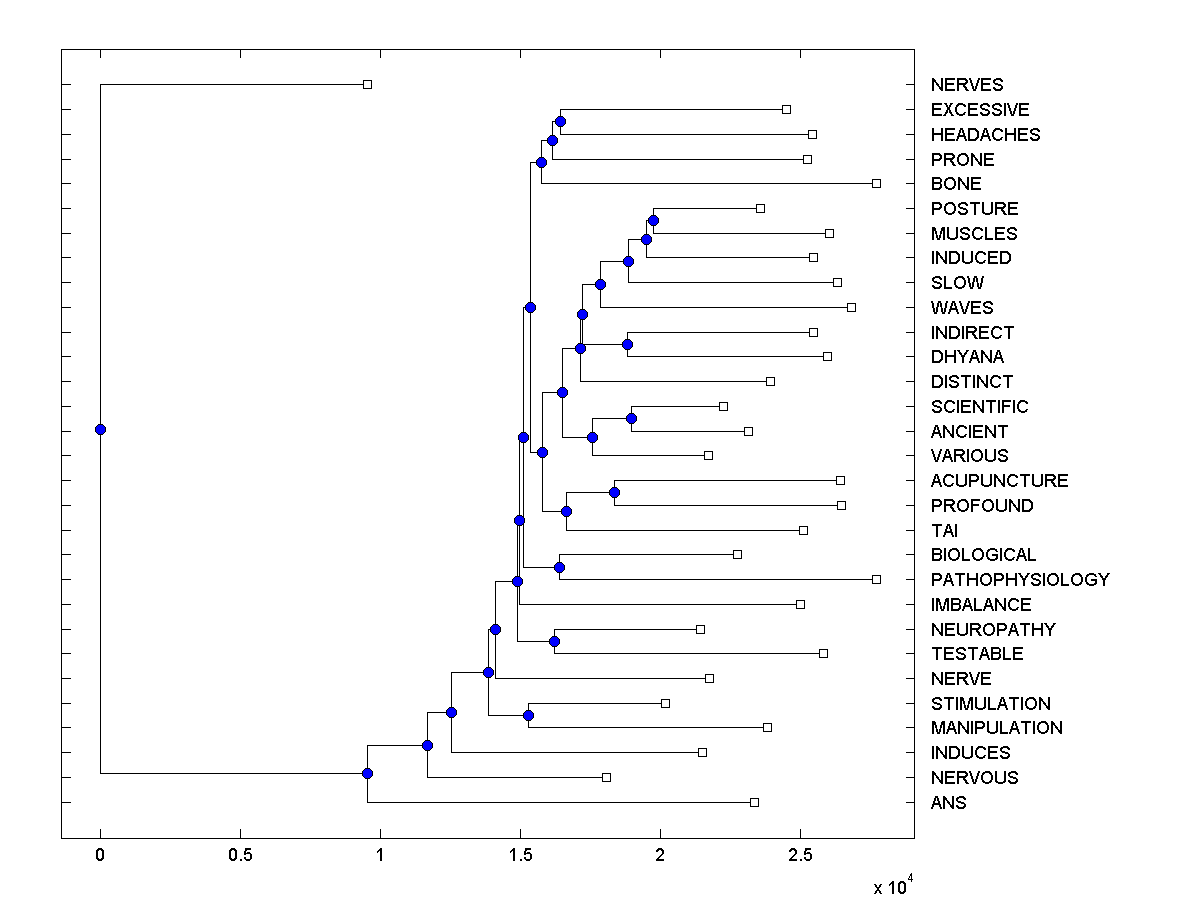 NERVES
EXCESSIVE
HEADACHES
PRONE
BONE
POSTURE
MUSCLES
INDUCED
SLOW
WAVES
INDIRECT
DHYANA
DISTINCT
SCIENTIFIC
ANCIENT
VARIOUS
ACUPUNCTURE
PROFOUND
TAI
BIOLOGICAL
PATHOPHYSIOLOGY
IMBALANCE
NEUROPATHY
TESTABLE
NERVE
STIMULATION
MANIPULATION
INDUCES
NERVOUS
ANS
0 0.5 1 1.5 2 2.5
x 10^4